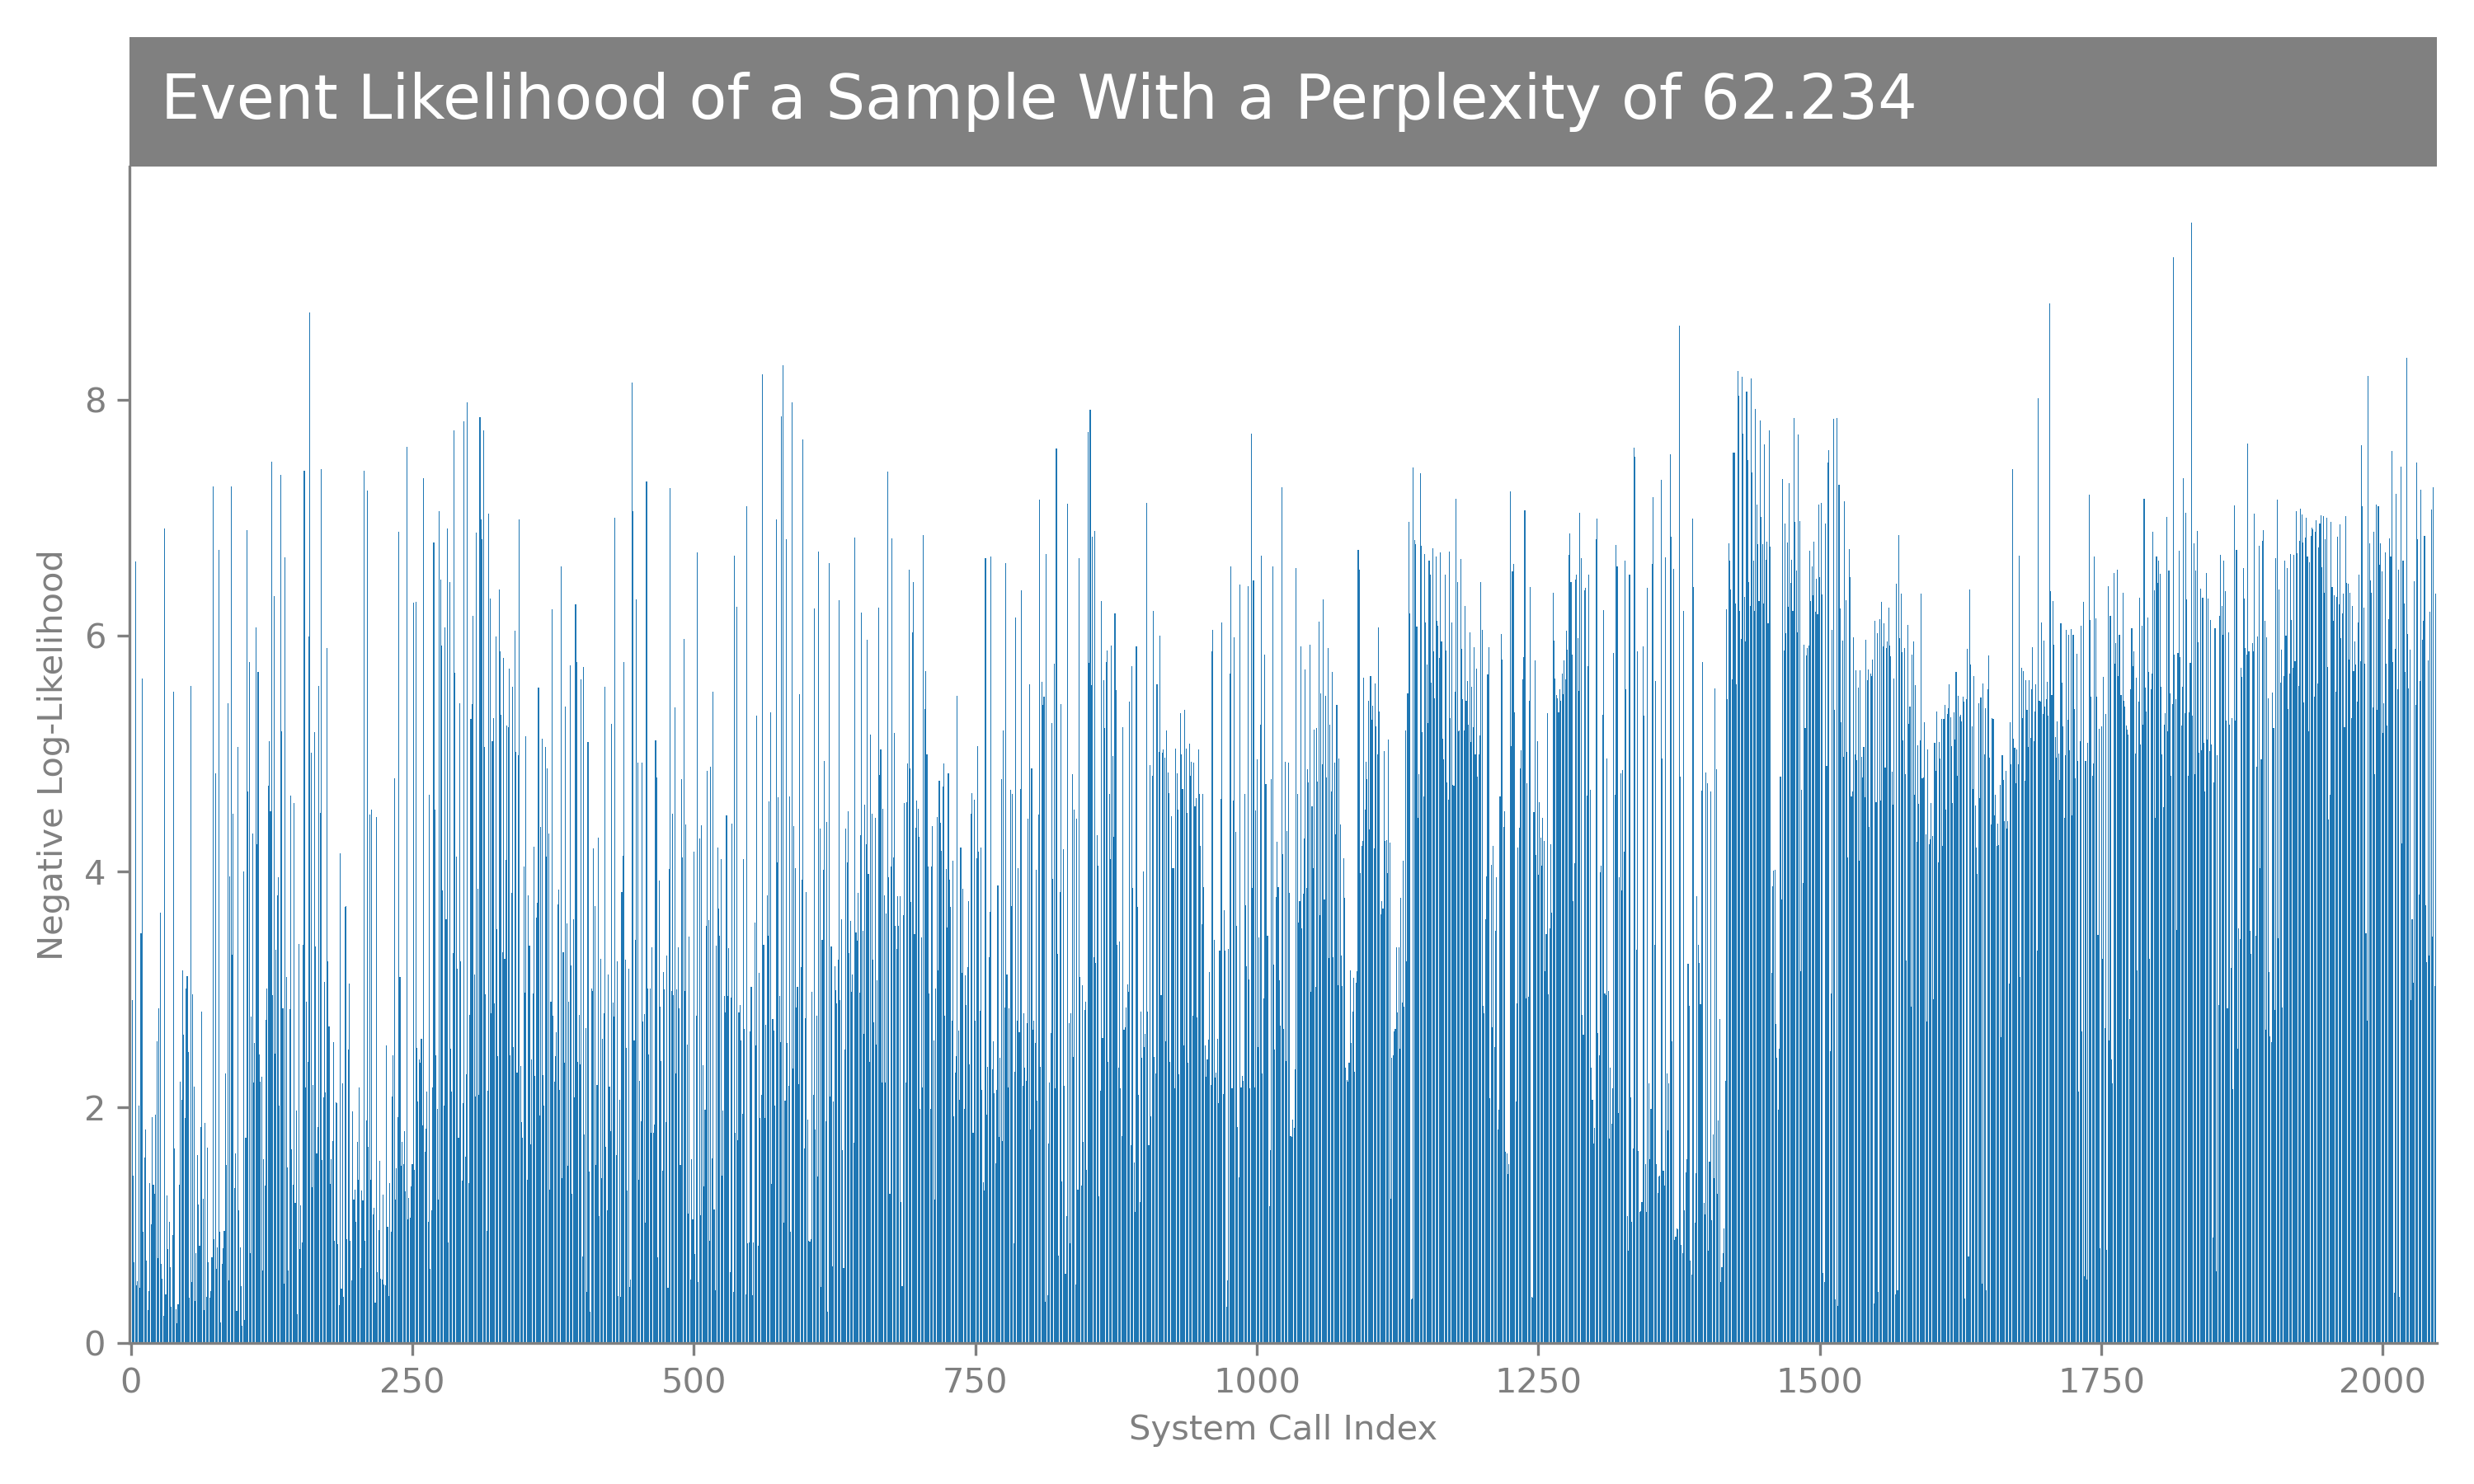 Event Likelihood of a Sample With a Perplexity of 62.234
Negative Log-Likelihood
8
6
4
2
0
0 250 500 750 1000 1250 1500 1750 2000
System Call Index